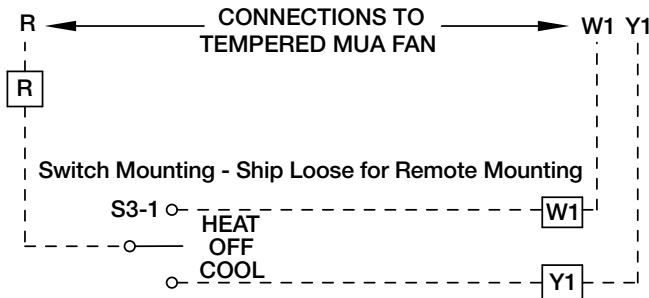 R
CONNECTIONS TO
TEMPERED MUA FAN
W1 Y1
R
Switch Mounting - Ship Loose for Remote Mounting
S3-1
HEAT
OFF
COOL
W1
Y1